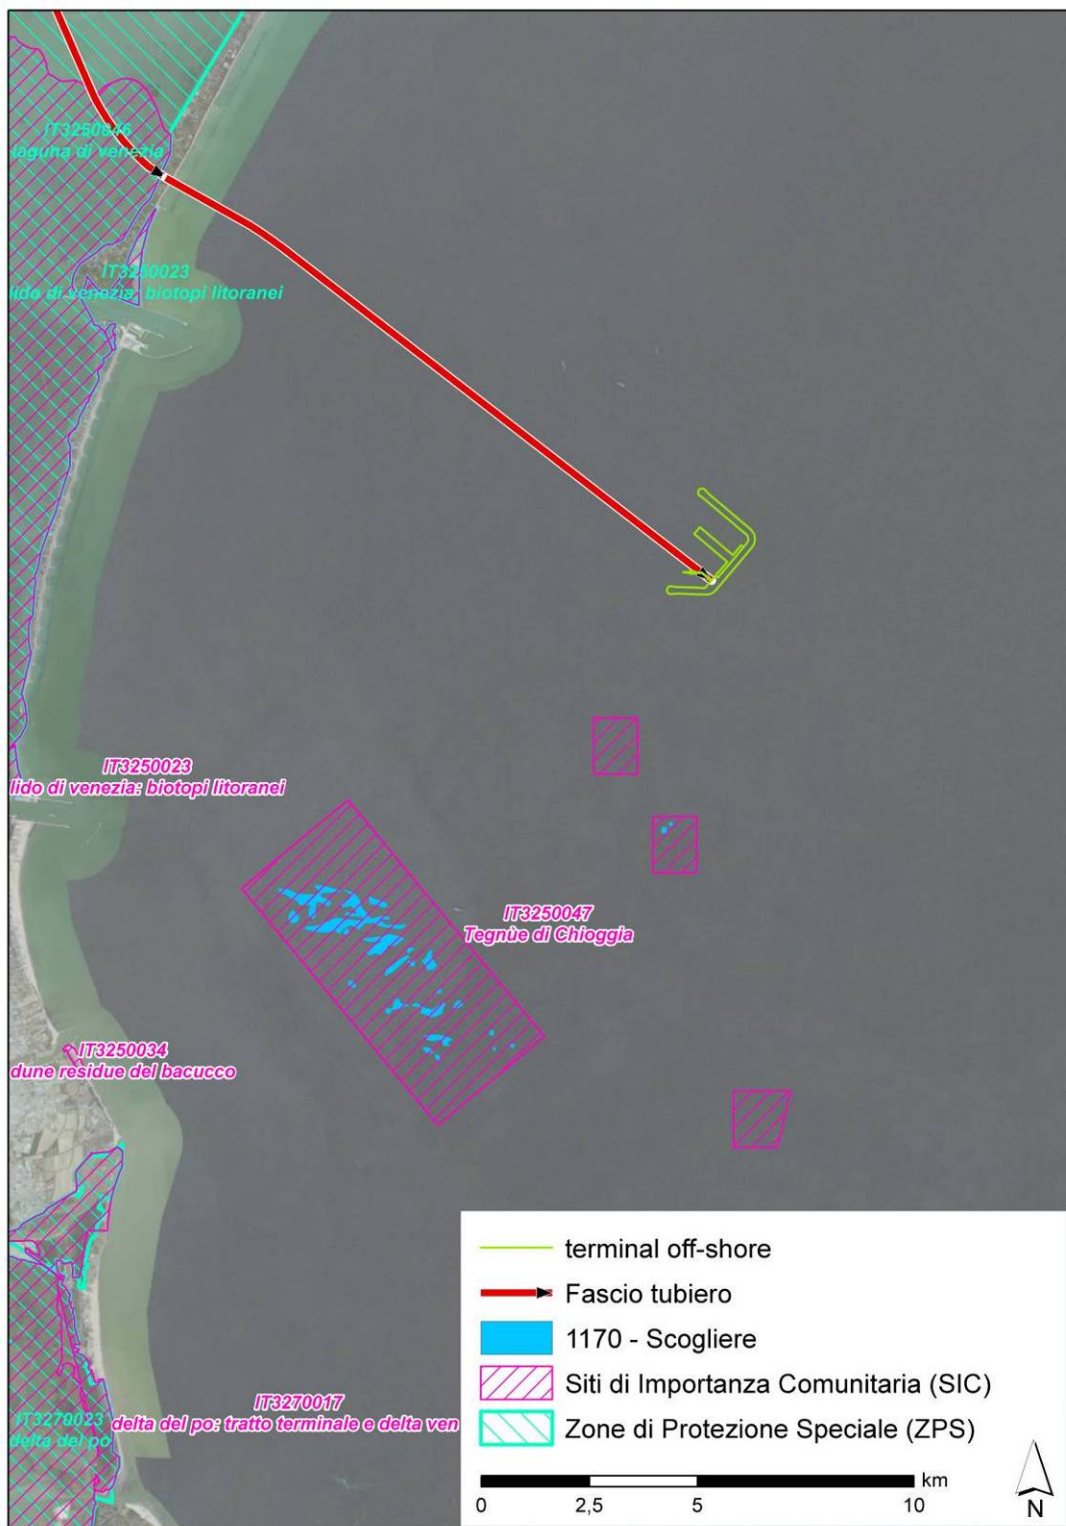 IT3250046
laguna di venezia
IT3250023
lido di venezia: biotopi litoranei
IT3250023
lido di venezia: biotopi litoranei
IT3250047
Tegnùe di Chioggia
IT3250034
dune residue del bacucco
IT3270017
delta del po: tratto terminale e delta ven
IT3270023
delta del po
terminal off-shore
Fascio tubiero
1170 - Scogliere
Siti di Importanza Comunitaria (SIC)
Zone di Protezione Speciale (ZPS)
km
0 2,5 5 10
N